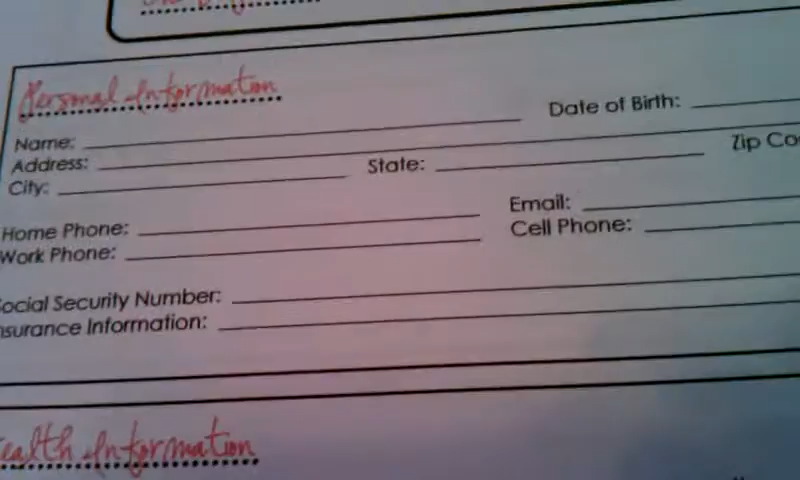 Personal Information
Name: Date of Birth:
Address:
City: State: Zip Co
Home Phone: Email:
Work Phone: Cell Phone:
ocial Security Number:
nsurance Information:
ealth Information